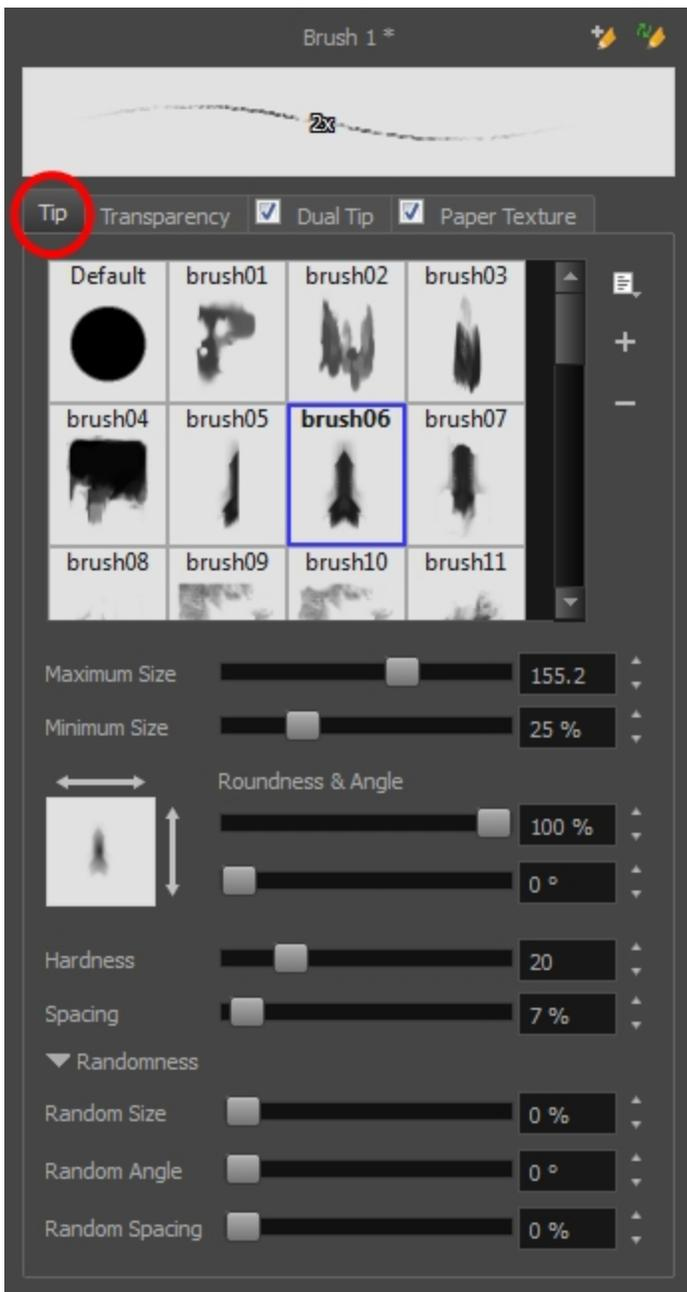 Brush 1 *
2x
Tip Transparency Dual Tip Paper Texture
Default brush01 brush02 brush03
brush04 brush05 brush06 brush07
brush08 brush09 brush10 brush11
Maximum Size 155.2
Minimum Size 25 %
Roundness & Angle
100 %
0 °
Hardness 20
Spacing 7 %
Randomness
Random Size 0 %
Random Angle 0 °
Random Spacing 0 %